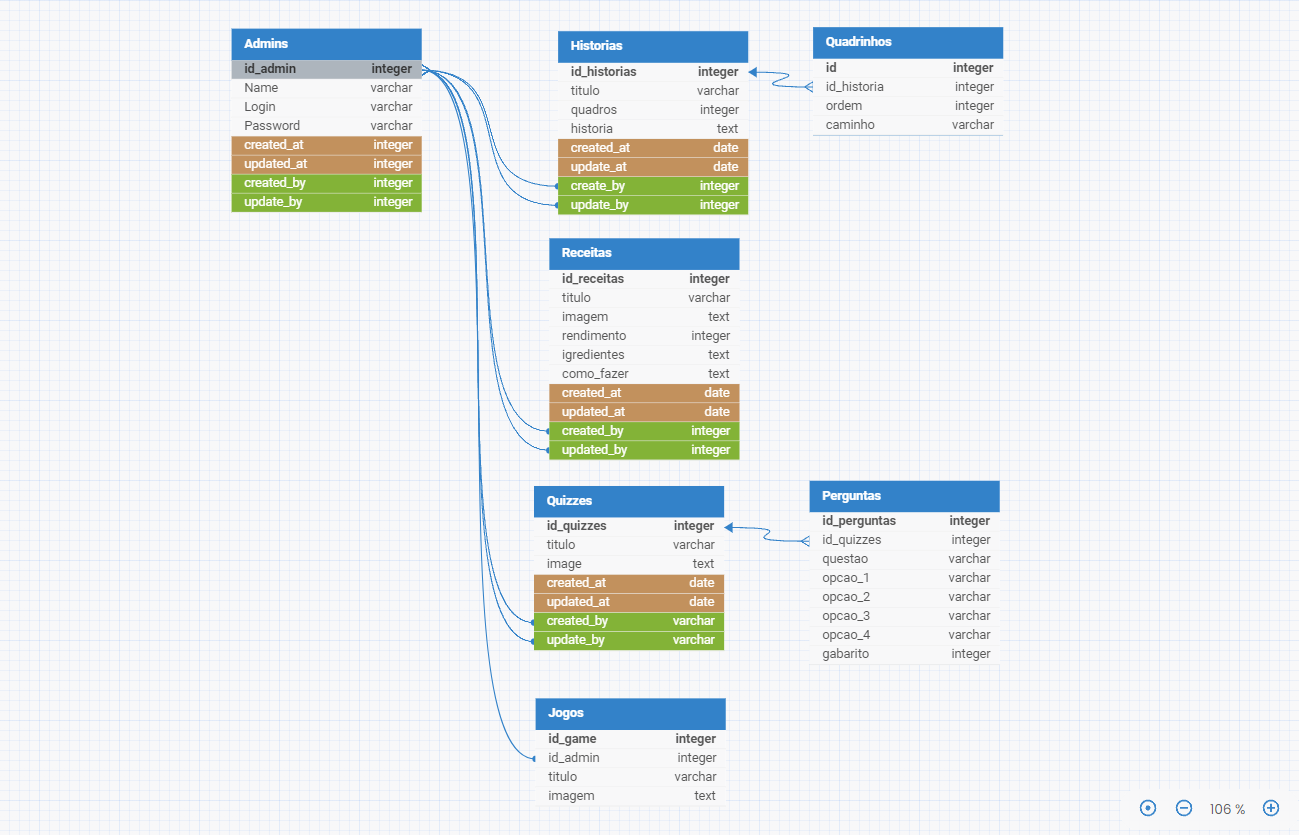 Admins
id_admin integer
Name varchar
Login varchar
Password varchar
created_at integer
updated_at integer
created_by integer
update_by integer
Historias
id_historias integer
titulo varchar
quadros integer
historia text
created_at date
update_at date
create_by integer
update_by integer
Quadrinhos
id integer
id_historia integer
ordem integer
caminho varchar
Receitas
id_receitas integer
titulo varchar
imagem text
rendimento integer
igredientes text
como_fazer text
created_at date
updated_at date
created_by integer
updated_by integer
Quizzes
id_quizzes integer
titulo varchar
image text
created_at date
updated_at date
created_by varchar
update_by varchar
Perguntas
id_perguntas integer
id_quizzes integer
questao varchar
opcao_1 varchar
opcao_2 varchar
opcao_3 varchar
opcao_4 varchar
gabarito integer
Jogos
id_game integer
id_admin integer
titulo varchar
imagem text
106 %